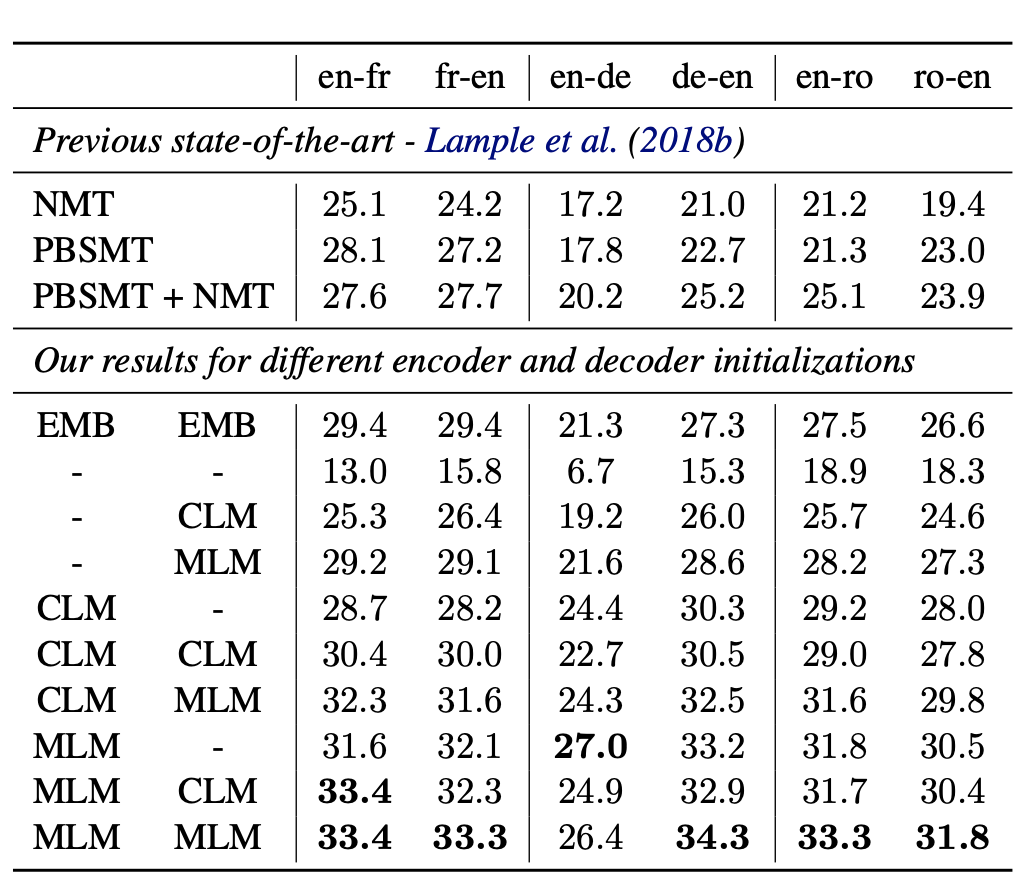 en-fr fr-en en-de de-en en-ro ro-en
Previous state-of-the-art - Lample et al. (2018b)
NMT 25.1 24.2 17.2 21.0 21.2 19.4
PBSMT 28.1 27.2 17.8 22.7 21.3 23.0
PBSMT + NMT 27.6 27.7 20.2 25.2 25.1 23.9
Our results for different encoder and decoder initializations
EMB EMB 29.4 29.4 21.3 27.3 27.5 26.6
- - 13.0 15.8 6.7 15.3 18.9 18.3
- CLM 25.3 26.4 19.2 26.0 25.7 24.6
- MLM 29.2 29.1 21.6 28.6 28.2 27.3
CLM - 28.7 28.2 24.4 30.3 29.2 28.0
CLM CLM 30.4 30.0 22.7 30.5 29.0 27.8
CLM MLM 32.3 31.6 24.3 32.5 31.6 29.8
MLM - 31.6 32.1 27.0 33.2 31.8 30.5
MLM CLM 33.4 32.3 24.9 32.9 31.7 30.4
MLM MLM 33.4 33.3 26.4 34.3 33.3 31.8